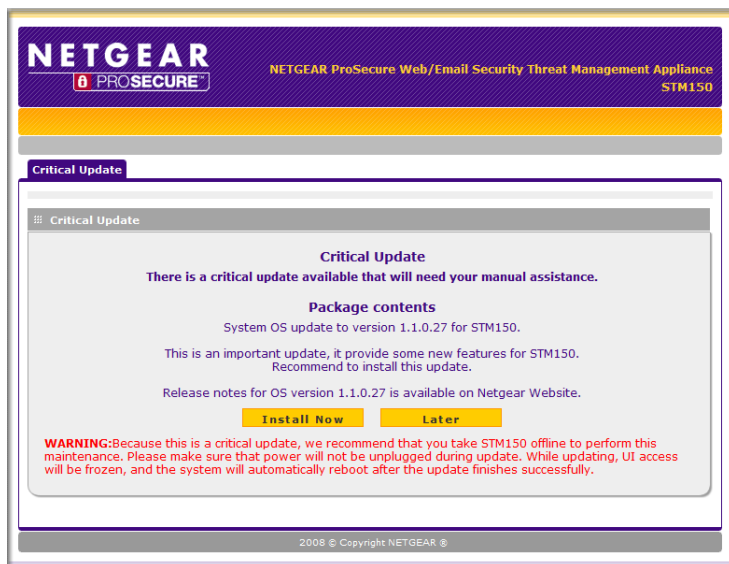 NETGEAR
PROSECURE™
NETGEAR ProSecure Web/Email Security Threat Management Appliance
STM150
Critical Update
Critical Update
Critical Update
There is a critical update available that will need your manual assistance.
Package contents
System OS update to version 1.1.0.27 for STM150.
This is an important update, it provide some new features for STM150.
Recommend to install this update.
Release notes for OS version 1.1.0.27 is available on Netgear Website.
Install Now Later
WARNING:Because this is a critical update, we recommend that you take STM150 offline to perform this
maintenance. Please make sure that power will not be unplugged during update. While updating, UI access
will be frozen, and the system will automatically reboot after the update finishes successfully.
2008 © Copyright NETGEAR ®